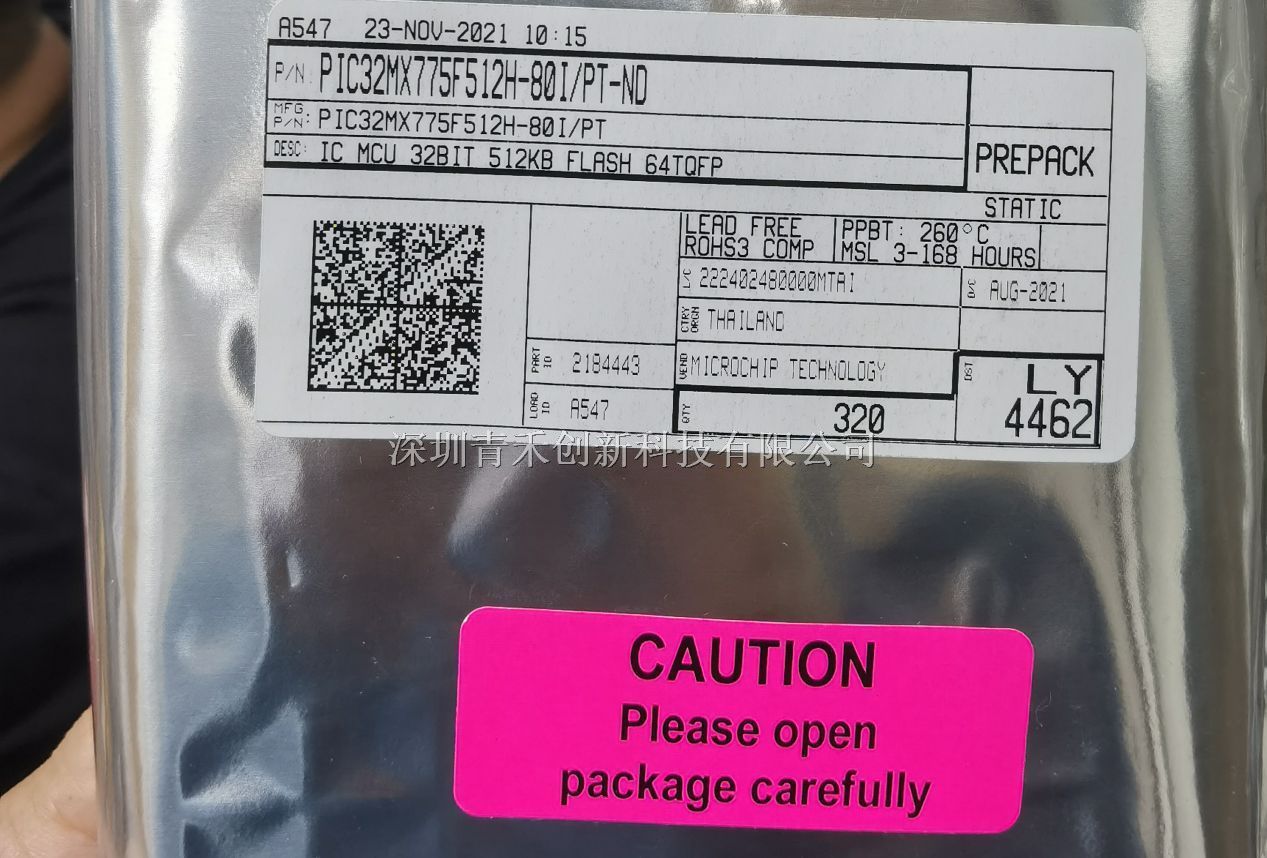 A547 23-NOV-2021 10:15
P/N: PIC32MX775F512H-80I/PT-ND
MFG P/N: PIC32MX775F512H-80I/PT
DESC: IC MCU 32BIT 512KB FLASH 64TQFP
PREPACK
STATIC
LEAD FREE
ROHS3 COMP
PPBT: 260°C
MSL 3-168 HOURS
L/C 222402480000MTAI
D/C AUG-2021
CTRY ORGN THAILAND
PART ID 2184443
VEND MICROCHIP TECHNOLOGY
DST LY
4462
LOAD ID A547
QTY 320
深圳青禾创新科技有限公司
CAUTION
Please open
package carefully